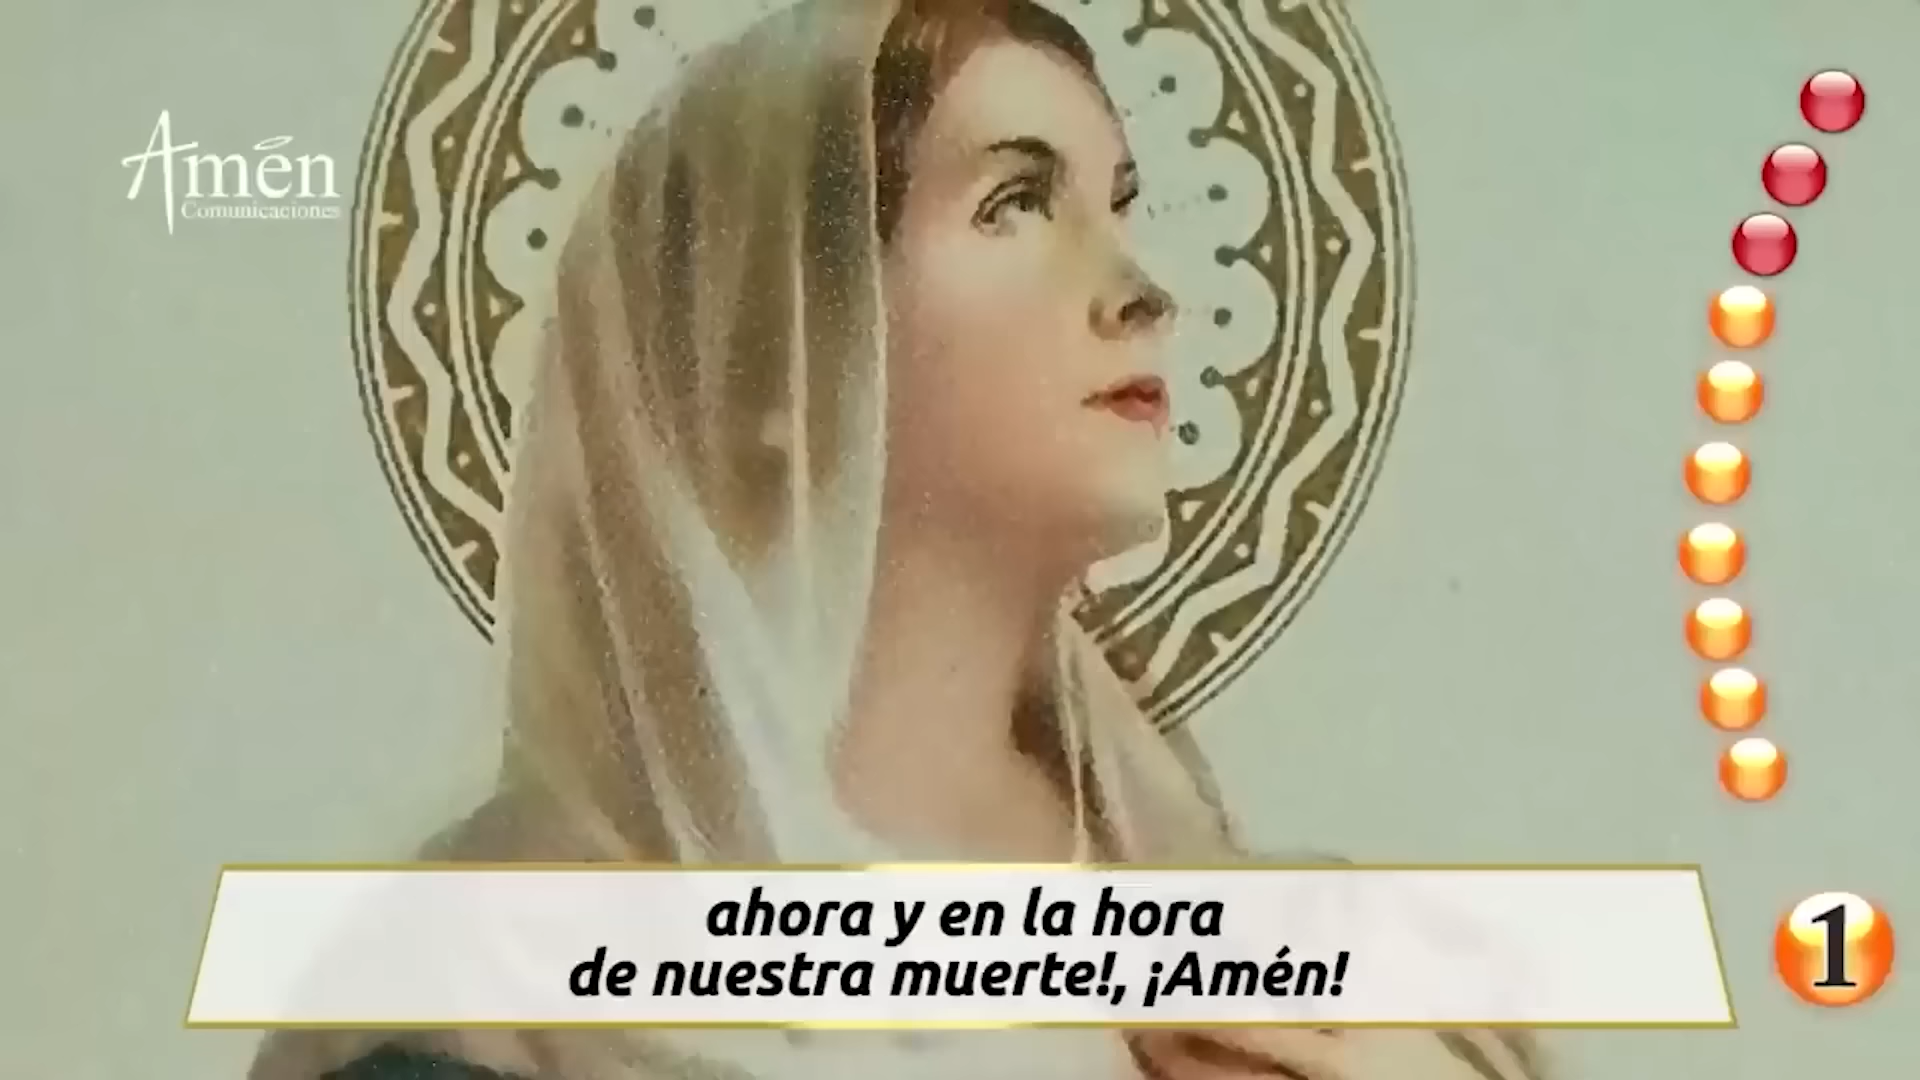 Amén
Comunicaciones
ahora y en la hora
de nuestra muerte!, ¡Amén!
1